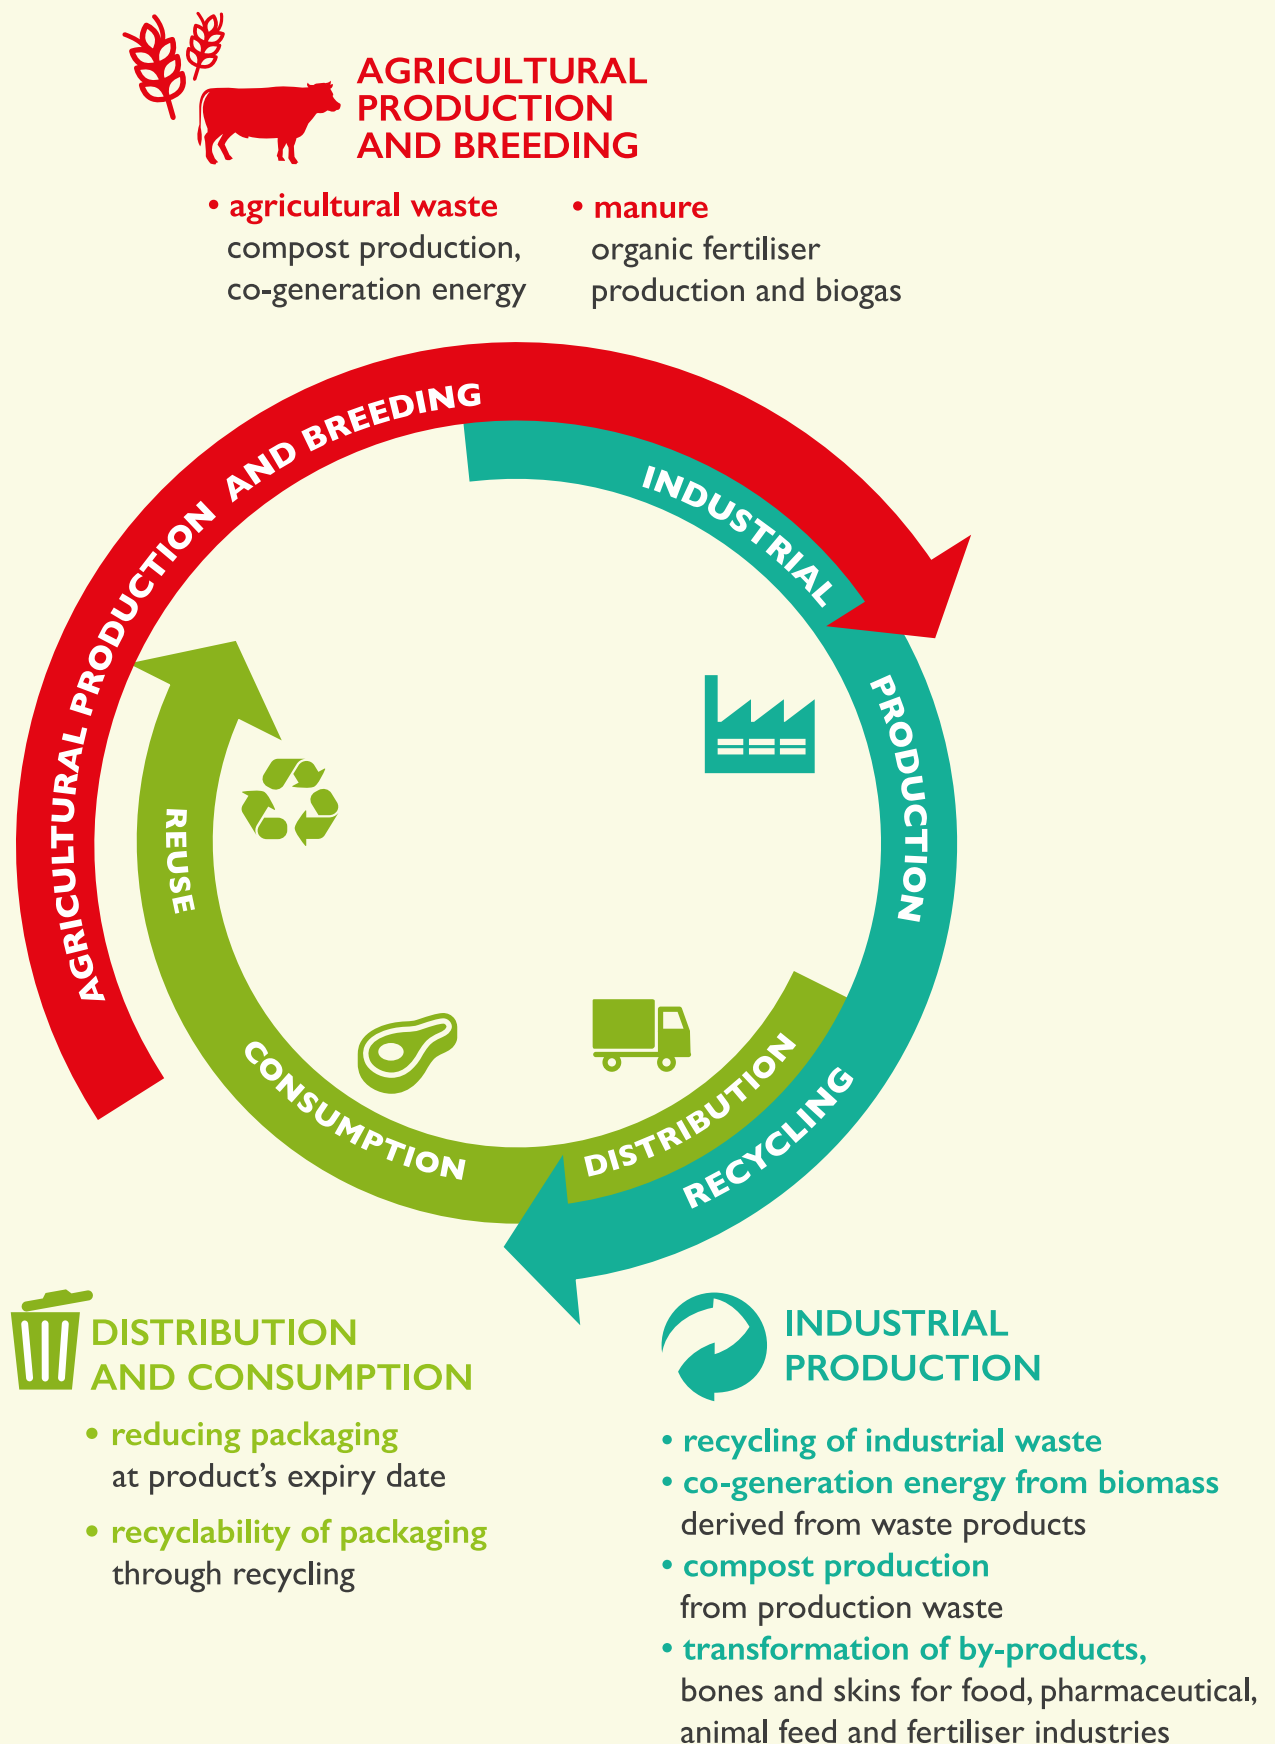 AGRICULTURAL
PRODUCTION
AND BREEDING
• agricultural waste
compost production,
co-generation energy
• manure
organic fertiliser
production and biogas
AGRICULTURAL PRODUCTION AND BREEDING
INDUSTRIAL PRODUCTION
RECYCLING
DISTRIBUTION
CONSUMPTION
REUSE
DISTRIBUTION
AND CONSUMPTION
• reducing packaging
at product's expiry date
• recyclability of packaging
through recycling
INDUSTRIAL
PRODUCTION
• recycling of industrial waste
• co-generation energy from biomass
derived from waste products
• compost production
from production waste
• transformation of by-products,
bones and skins for food, pharmaceutical,
animal feed and fertiliser industries